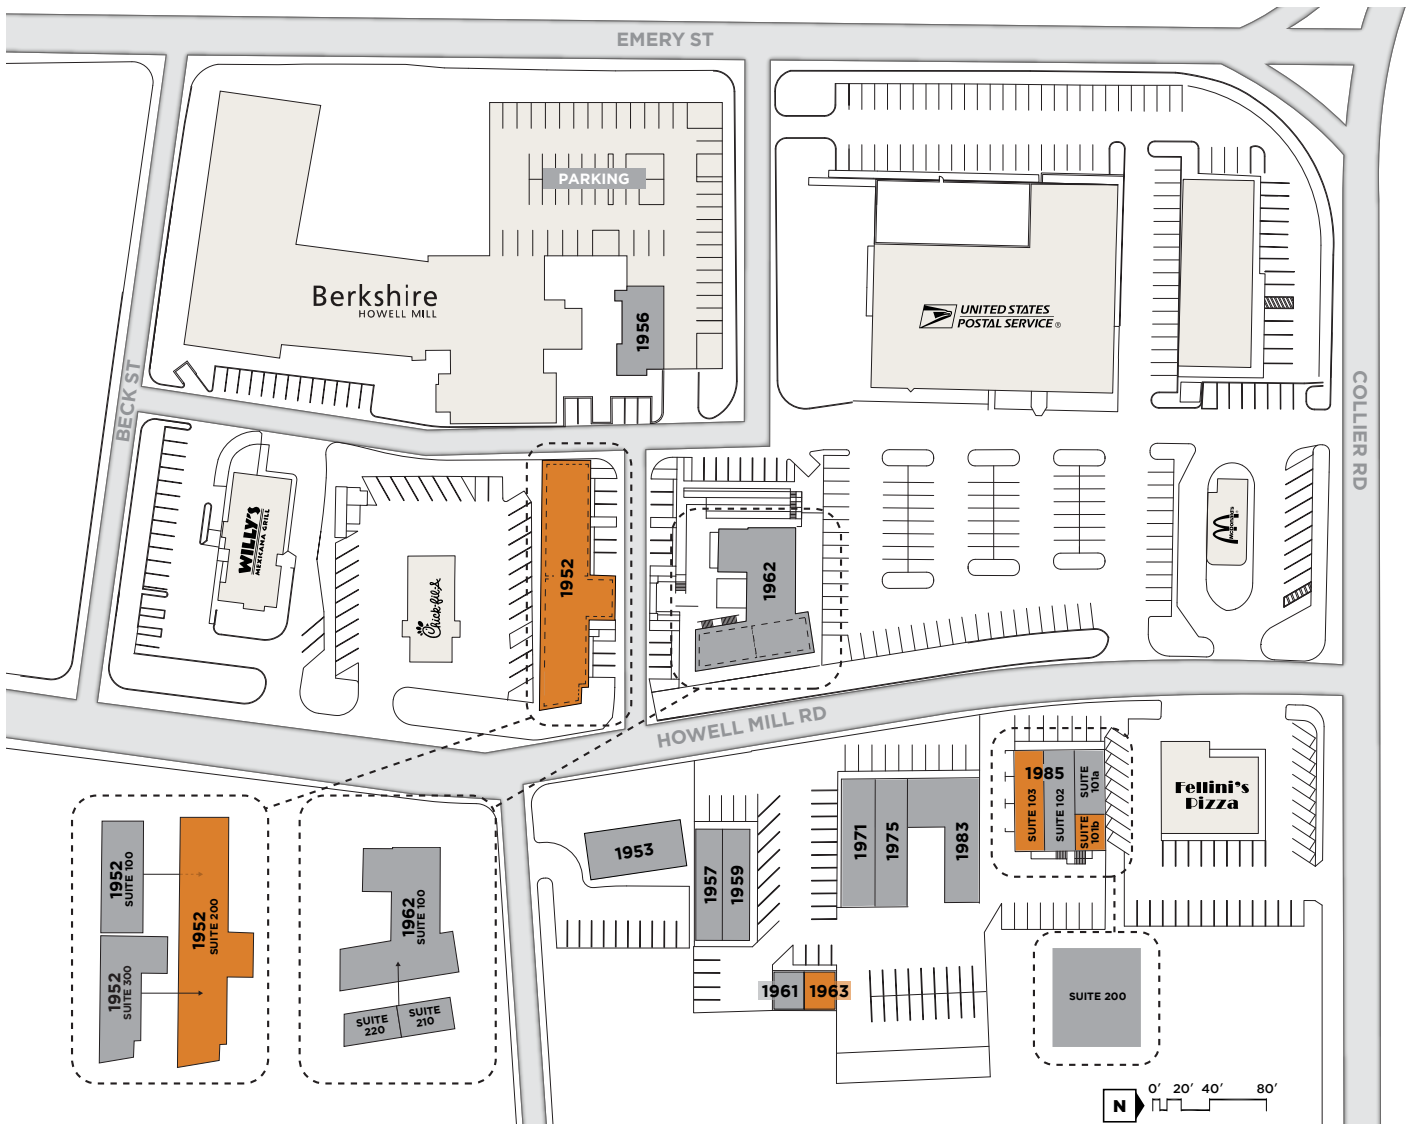 EMERY ST
PARKING
Berkshire
HOWELL MILL
1956
UNITED STATES
POSTAL SERVICE®
BECK ST
COLLIER RD
WILLY'S
MEXICANA GRILL
Chick-fil-A
1952
1962
McDonald's
HOWELL MILL RD
1953
1957
1959
1971
1975
1983
1985
SUITE 103
SUITE 102
SUITE
101a
SUITE
101b
Fellini's
Pizza
1952
SUITE 100
1952
SUITE 200
1952
SUITE 300
1962
SUITE 100
SUITE
220
SUITE
210
1961
1963
SUITE 200
N
0' 20' 40' 80'